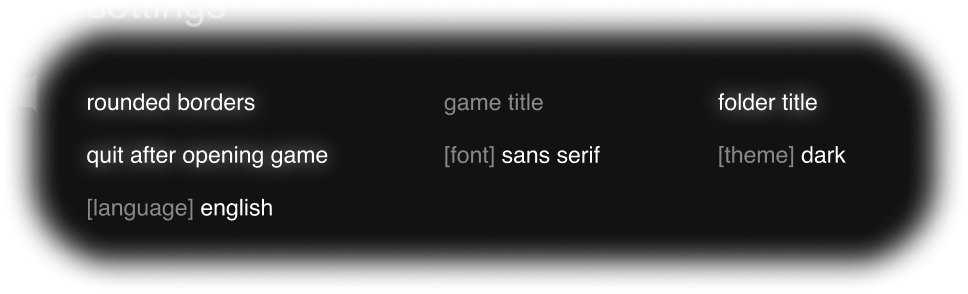 settings
rounded borders
game title
folder title
quit after opening game
[font] sans serif
[theme] dark
[language] english